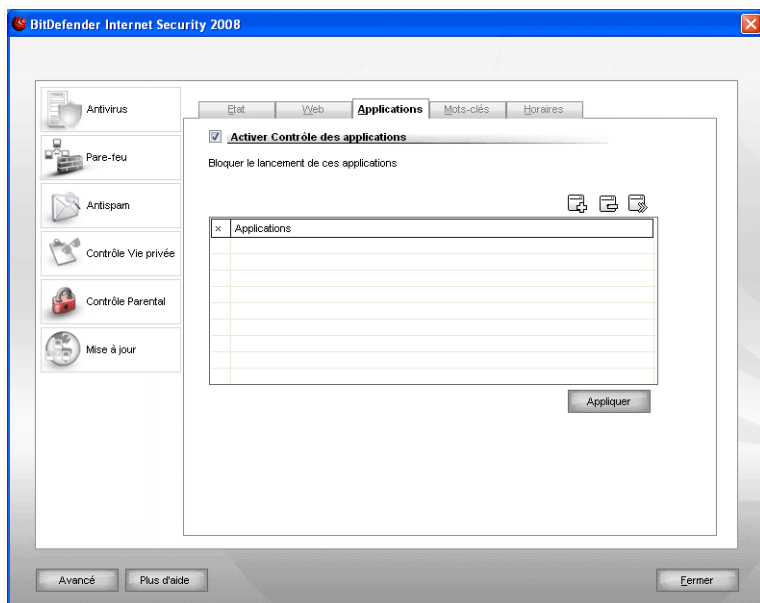 BitDefender Internet Security 2008
Antivirus
Pare-feu
Antispam
Contrôle Vie privée
Contrôle Parental
Mise à jour
Etat Web Applications Mots-clés Horaires
Activer Contrôle des applications
Bloquer le lancement de ces applications
× Applications
Appliquer
Avancé Plus d'aide Fermer